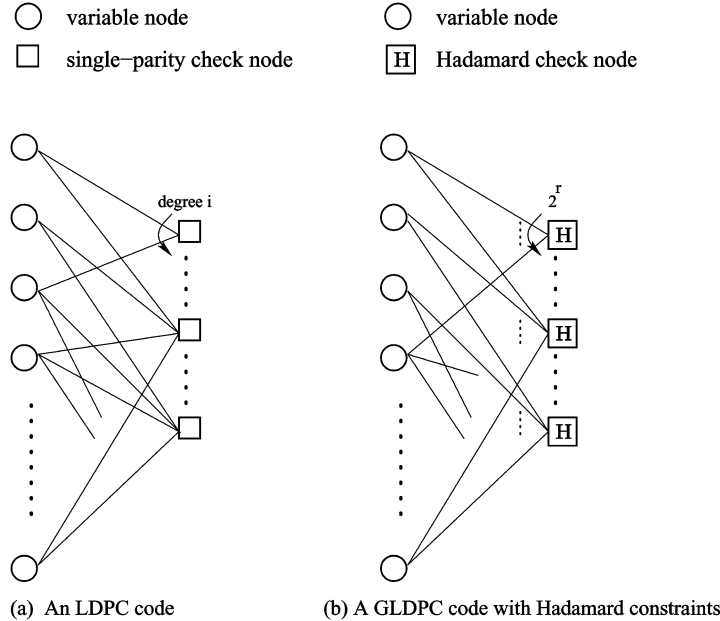 variable node
single-parity check node
variable node
H Hadamard check node
degree i
2^r
H
H
H
(a) An LDPC code
(b) A GLDPC code with Hadamard constraints